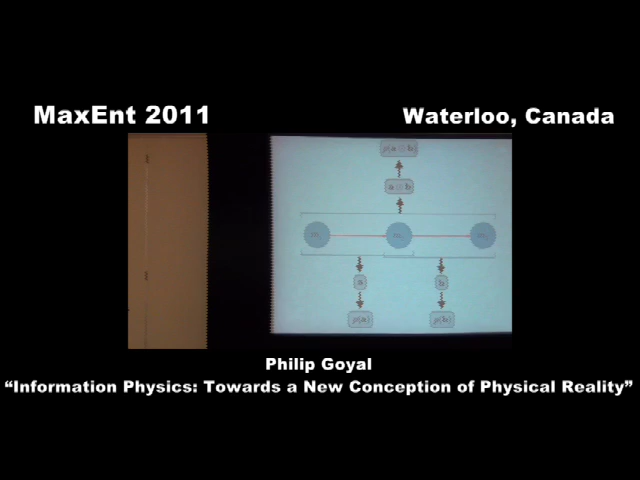 MaxEnt 2011
Waterloo, Canada
p(a
a
b
a
b
p(a)
p(b)
Philip Goyal
“Information Physics: Towards a New Conception of Physical Reality”